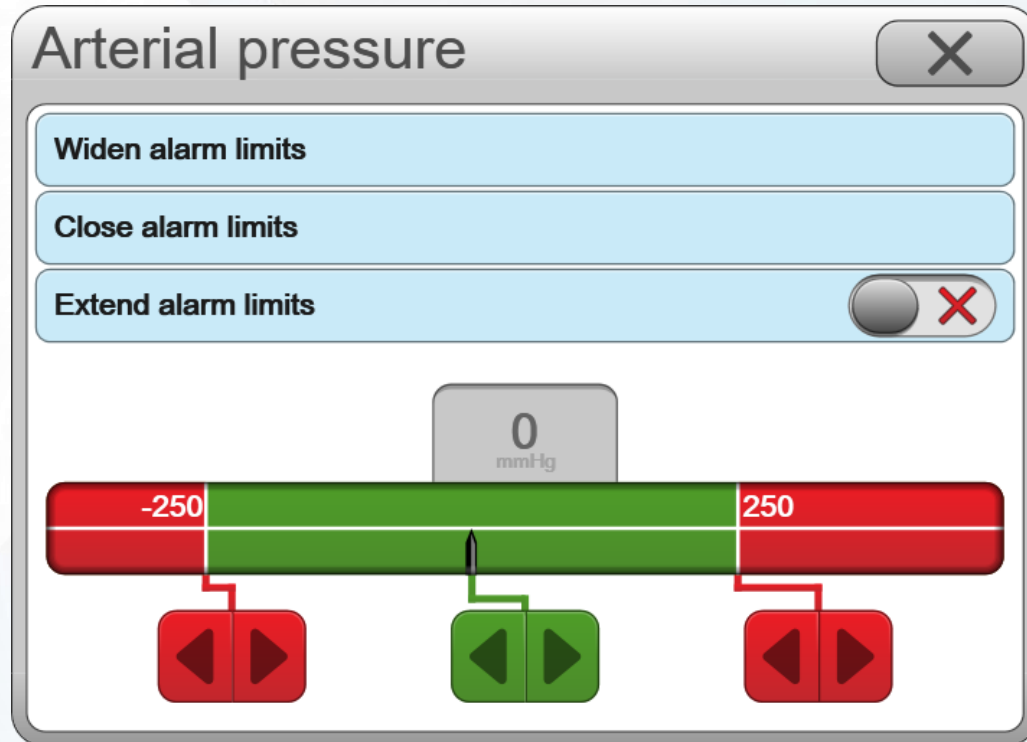 Arterial pressure
Widen alarm limits
Close alarm limits
Extend alarm limits
0
mmHg
-250
250